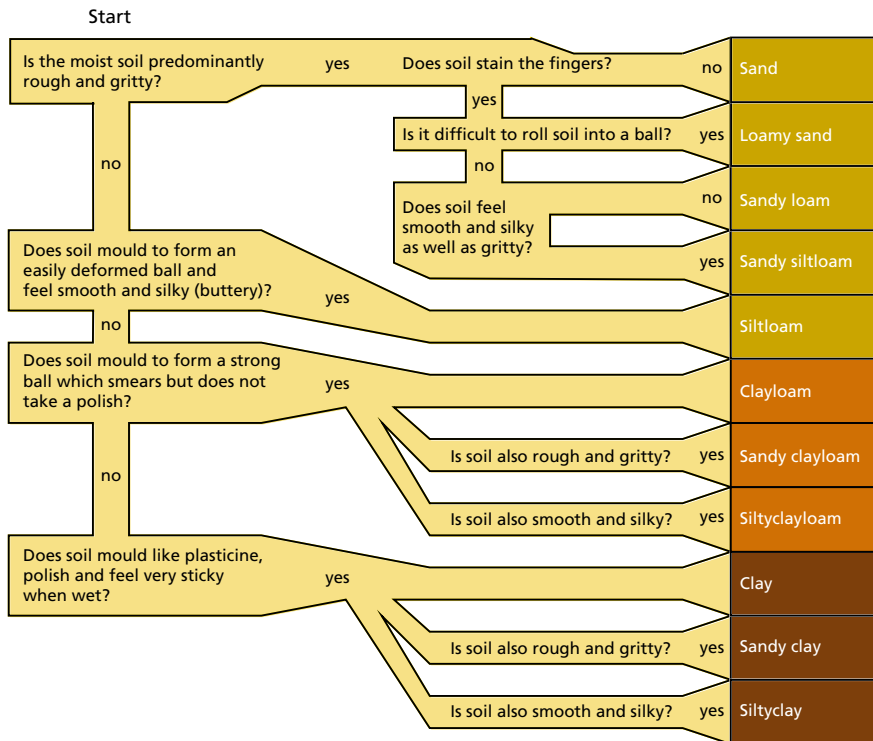 Start
Is the moist soil predominantly
rough and gritty?
yes
Does soil stain the fingers?
no
Sand
yes
Is it difficult to roll soil into a ball?
yes
Loamy sand
no
no
Does soil feel
smooth and silky
as well as gritty?
no
Sandy loam
yes
Sandy siltloam
Does soil mould to form an
easily deformed ball and
feel smooth and silky (buttery)?
yes
Siltloam
no
Does soil mould to form a strong
ball which smears but does not
take a polish?
yes
Clayloam
Is soil also rough and gritty?
yes
Sandy clayloam
Is soil also smooth and silky?
yes
Siltyclayloam
no
Does soil mould like plasticine,
polish and feel very sticky
when wet?
yes
Clay
Is soil also rough and gritty?
yes
Sandy clay
Is soil also smooth and silky?
yes
Siltyclay